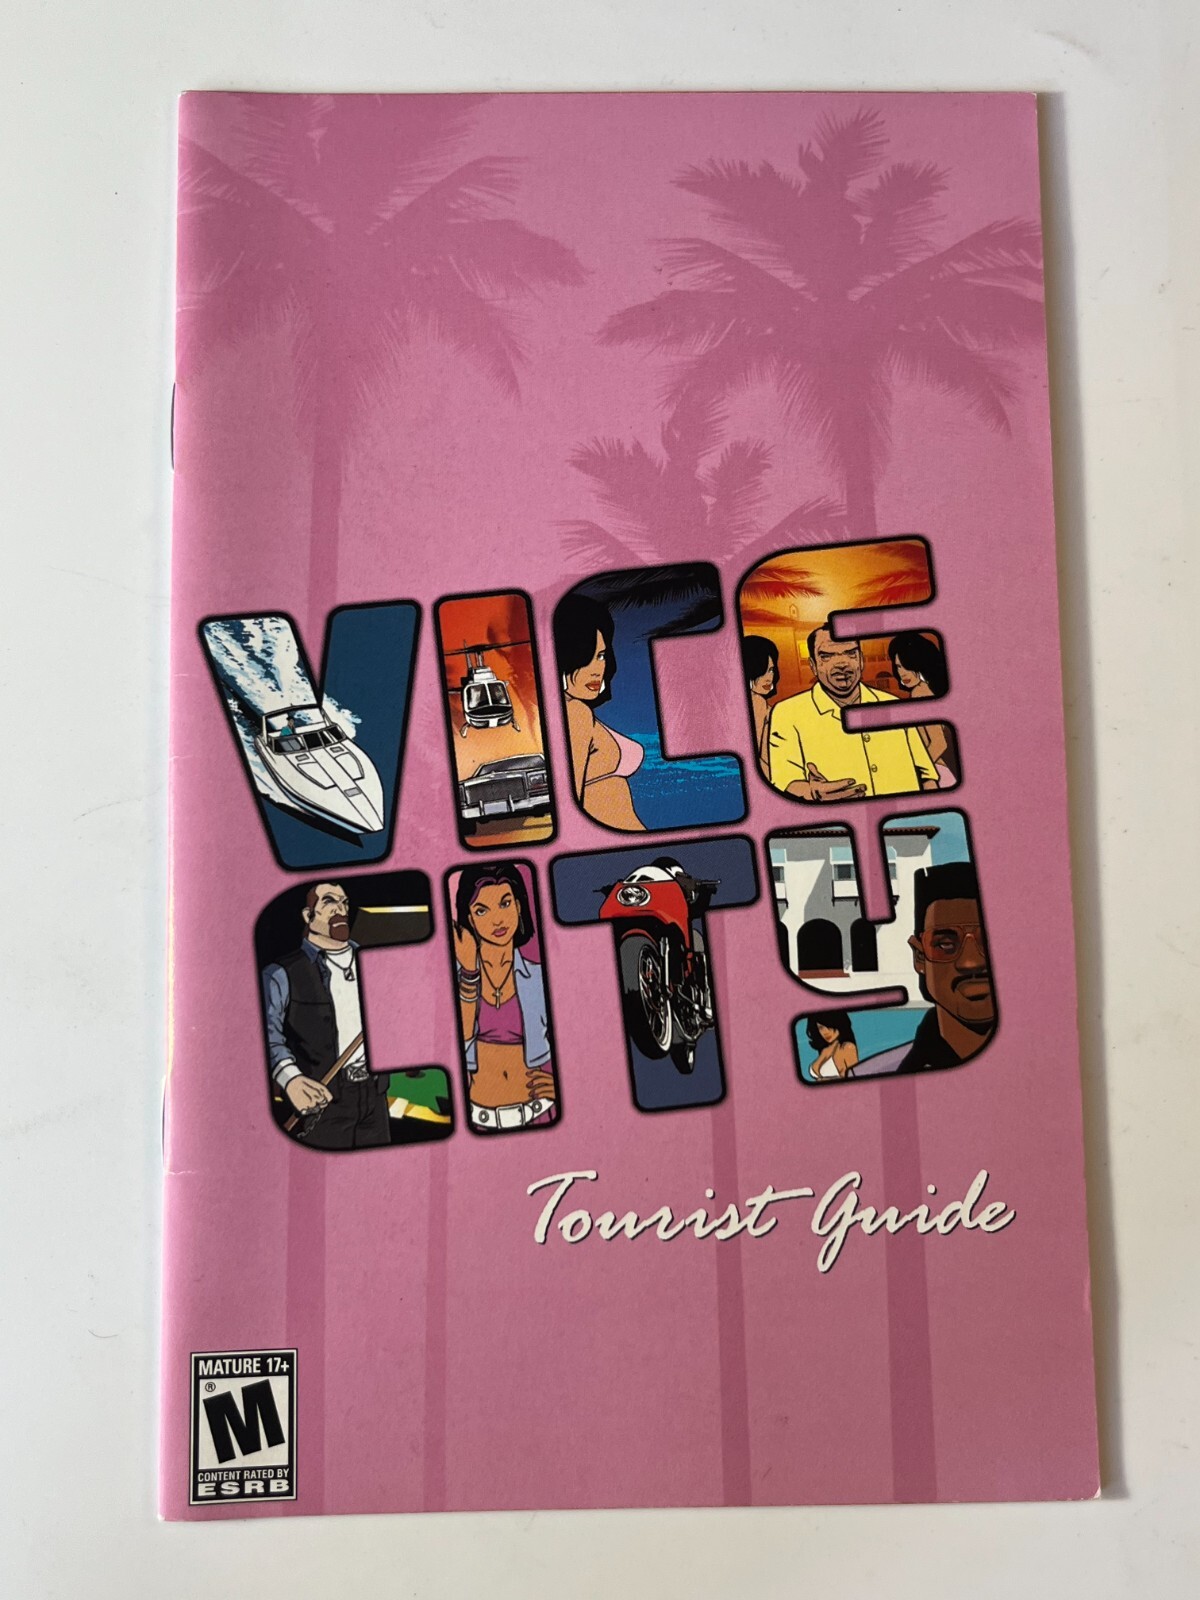 VICE
CITY
Tourist Guide
MATURE 17+
®
M
CONTENT RATED BY
ESRB